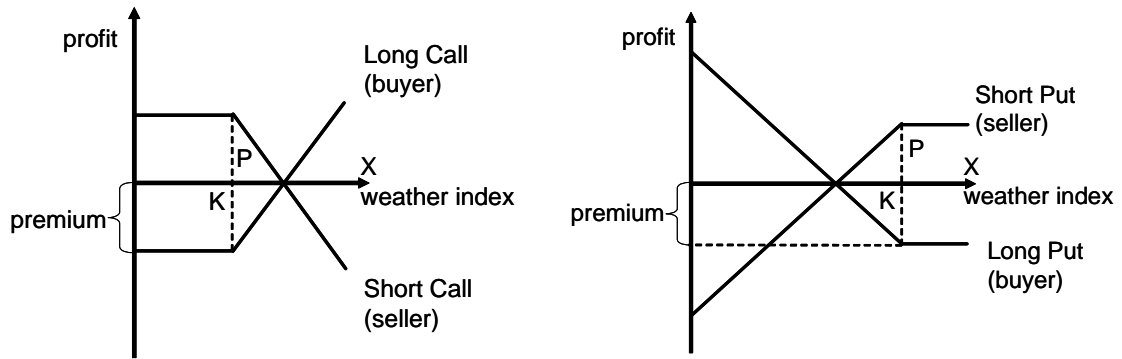 profit
Long Call
(buyer)
P
X
K
weather index
premium
Short Call
(seller)
profit
Short Put
(seller)
P
X
K
weather index
premium
Long Put
(buyer)